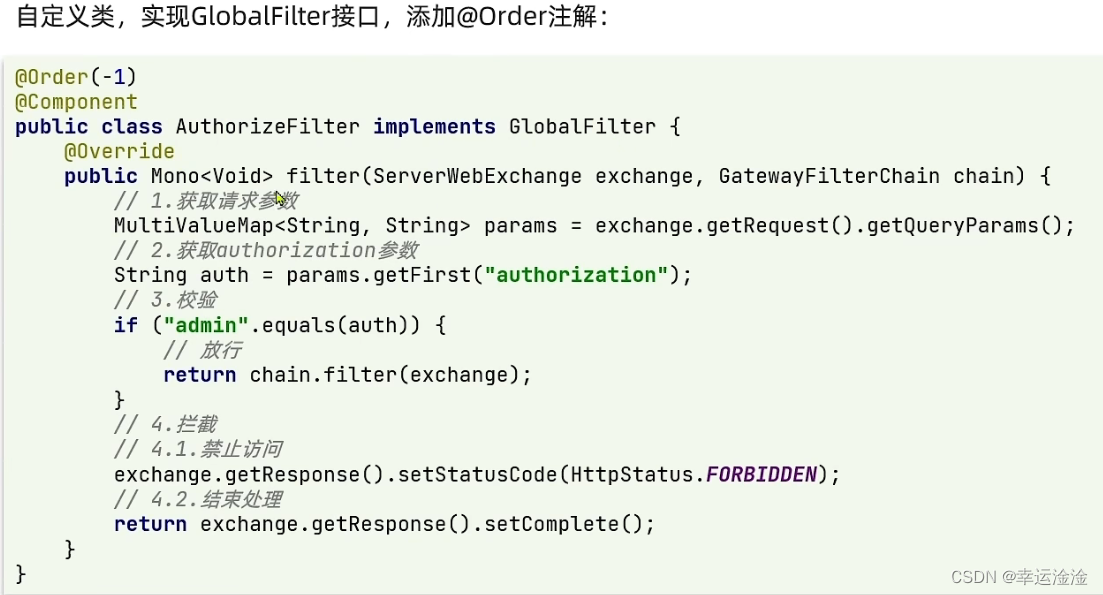 自定义类，实现GlobalFilter接口，添加@Order注解：
@Order(-1)
@Component
public class AuthorizeFilter implements GlobalFilter {
    @Override
    public Mono<Void> filter(ServerWebExchange exchange, GatewayFilterChain chain) {
        // 1.获取请求参数
        MultiValueMap<String, String> params = exchange.getRequest().getQueryParams();
        // 2.获取authorization参数
        String auth = params.getFirst("authorization");
        // 3.校验
        if ("admin".equals(auth)) {
            // 放行
            return chain.filter(exchange);
        }
        // 4.拦截
        // 4.1.禁止访问
        exchange.getResponse().setStatusCode(HttpStatus.FORBIDDEN);
        // 4.2.结束处理
        return exchange.getResponse().setComplete();
    }
}
CSDN @幸运淦淦